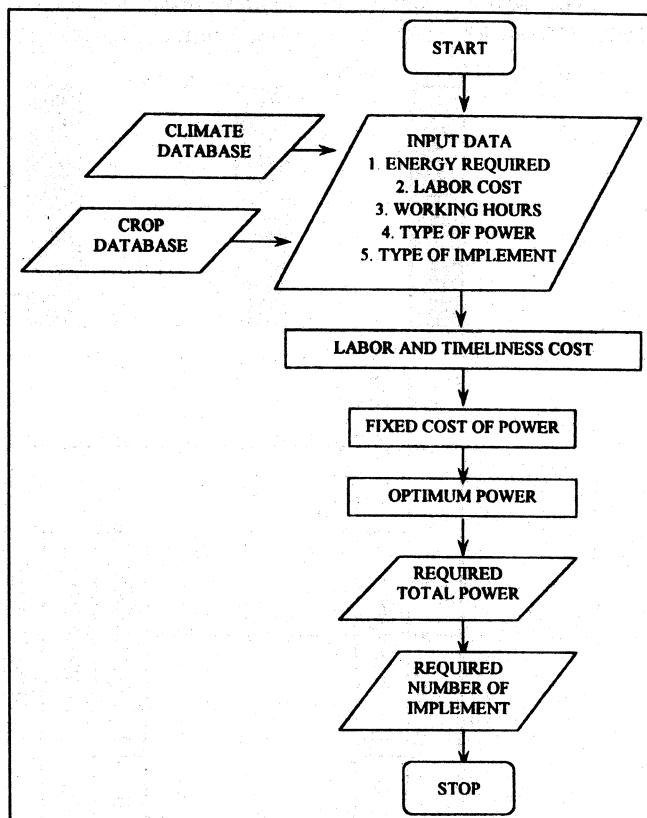 START
CLIMATE
DATABASE
CROP
DATABASE
INPUT DATA
1. ENERGY REQUIRED
2. LABOR COST
3. WORKING HOURS
4. TYPE OF POWER
5. TYPE OF IMPLEMENT
LABOR AND TIMELINESS COST
FIXED COST OF POWER
OPTIMUM POWER
REQUIRED
TOTAL POWER
REQUIRED
NUMBER OF
IMPLEMENT
STOP